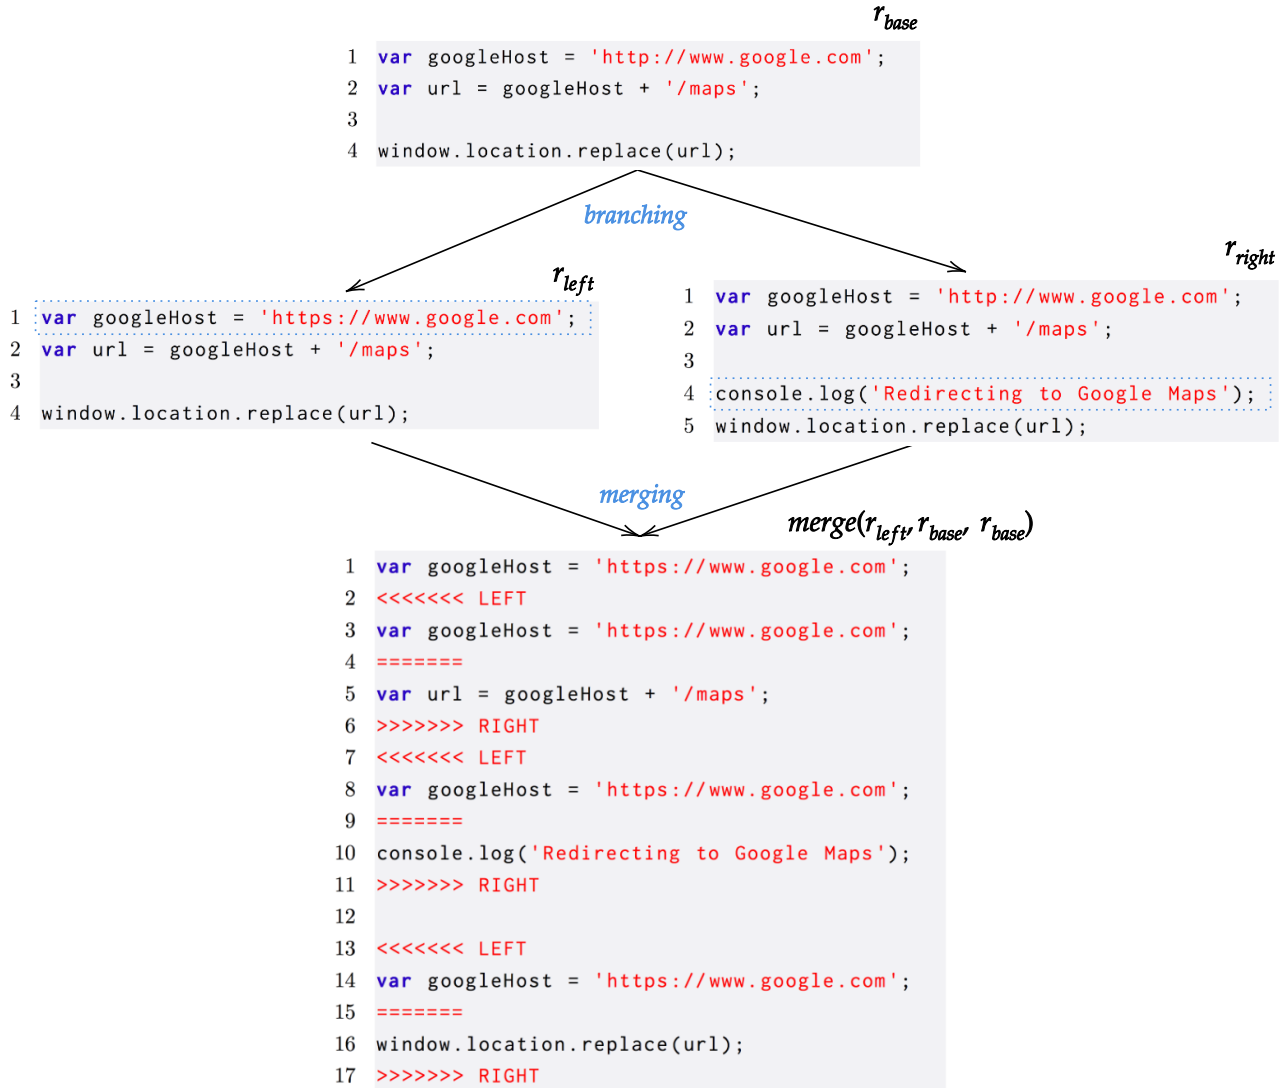 r_base
1 var googleHost = 'http://www.google.com';
2 var url = googleHost + '/maps';
3
4 window.location.replace(url);
branching
r_left
1 var googleHost = 'https://www.google.com';
2 var url = googleHost + '/maps';
3
4 window.location.replace(url);
r_right
1 var googleHost = 'http://www.google.com';
2 var url = googleHost + '/maps';
3
4 console.log('Redirecting to Google Maps');
5 window.location.replace(url);
merging
merge(r_left, r_base, r_base)
1 var googleHost = 'https://www.google.com';
2 <<<<<<< LEFT
3 var googleHost = 'https://www.google.com';
4 =======
5 var url = googleHost + '/maps';
6 >>>>>>> RIGHT
7 <<<<<<< LEFT
8 var googleHost = 'https://www.google.com';
9 =======
10 console.log('Redirecting to Google Maps');
11 >>>>>>> RIGHT
12
13 <<<<<<< LEFT
14 var googleHost = 'https://www.google.com';
15 =======
16 window.location.replace(url);
17 >>>>>>> RIGHT